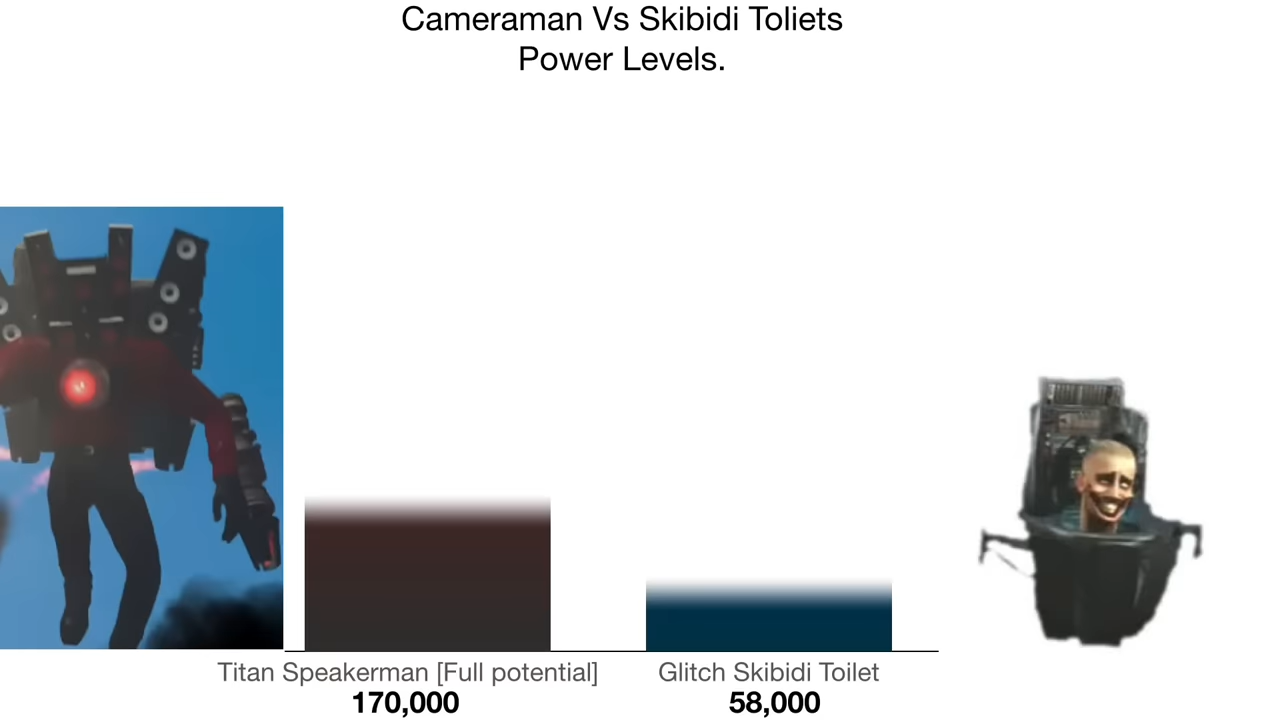 Cameraman Vs Skibidi Toliets
Power Levels.
Titan Speakerman [Full potential]
170,000
Glitch Skibidi Toilet
58,000